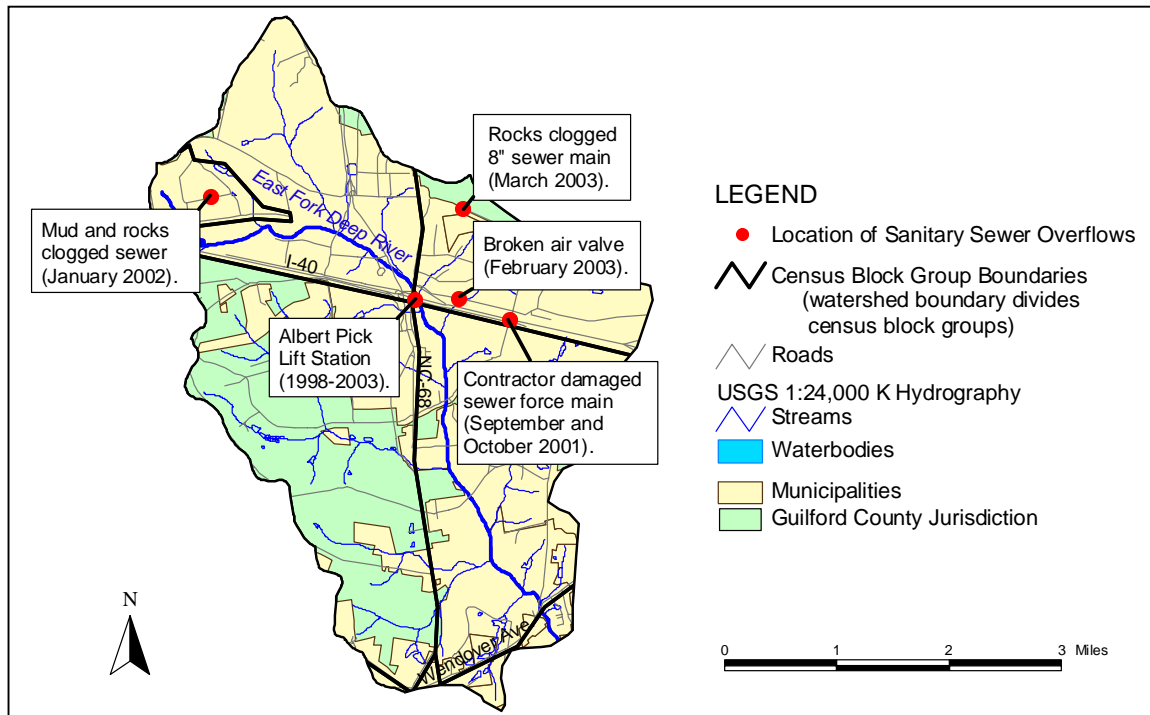 Rocks clogged
8" sewer main
(March 2003).
East Fork Deep River
Mud and rocks
clogged sewer
(January 2002).
Broken air valve
(February 2003).
I-40
Albert Pick
Lift Station
(1998-2003).
NC-68
Contractor damaged
sewer force main
(September and
October 2001).
Wendover Ave
N
LEGEND
Location of Sanitary Sewer Overflows
Census Block Group Boundaries
(watershed boundary divides
census block groups)
Roads
USGS 1:24,000 K Hydrography
Streams
Waterbodies
Municipalities
Guilford County Jurisdiction
0 1 2 3 Miles